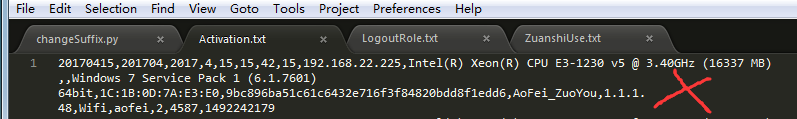 File Edit Selection Find View Goto Tools Project Preferences Help
changeSuffix.py × Activation.txt × LogoutRole.txt × ZuanshiUse.txt ×
1 20170415,201704,2017,4,15,15,42,15,192.168.22.225,Intel(R) Xeon(R) CPU E3-1230 v5 @ 3.40GHz (16337 MB)
,,Windows 7 Service Pack 1 (6.1.7601)
64bit,1C:1B:0D:7A:E3:E0,9bc896ba51c61c6432e716f3f84820bdd8f1edd6,AoFei_ZuoYou,1.1.1.
48,Wifi,aofei,2,4587,1492242179